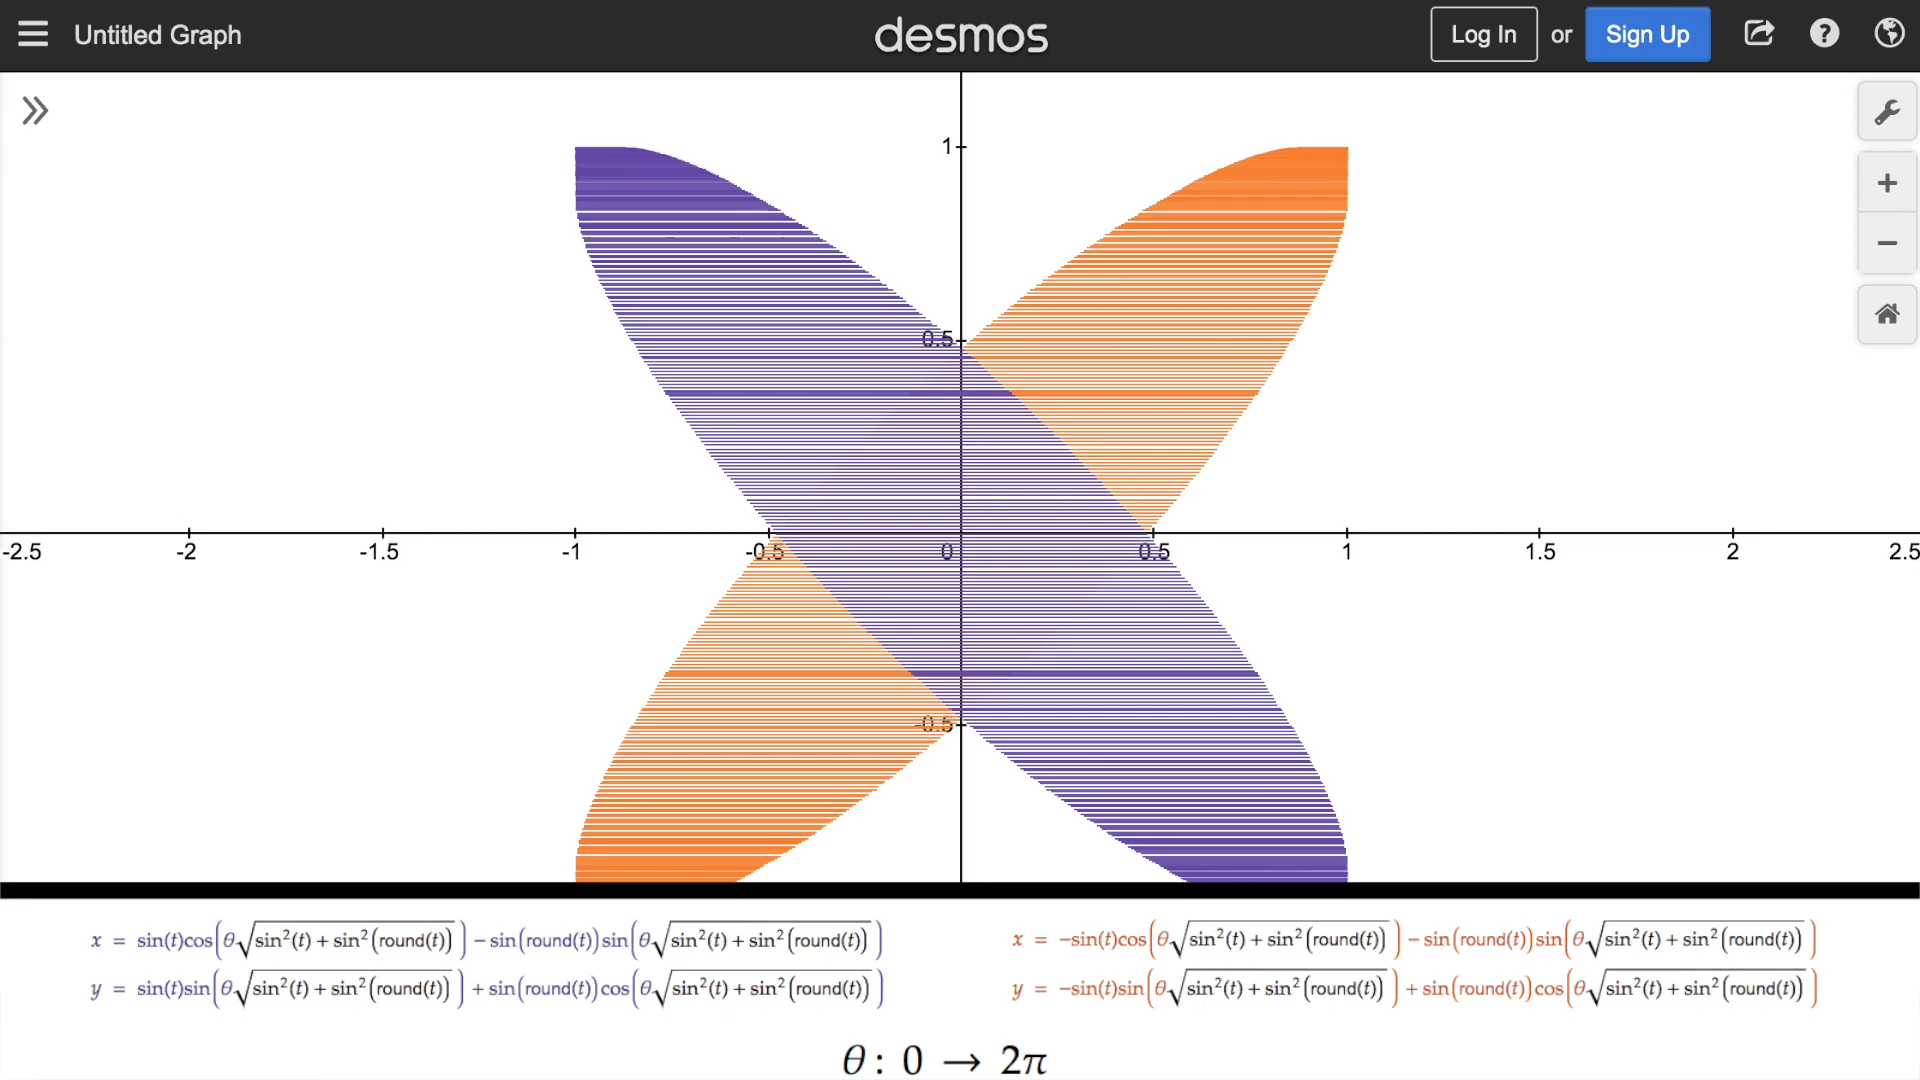 Untitled Graph desmos Log In or Sign Up
1
0.5
-2.5 -2 -1.5 -1 -0.5 0 0.5 1 1.5 2 2.5
-0.5
x = sin(t)cos(θ√(sin²(t) + sin²(round(t)))) − sin(round(t))sin(θ√(sin²(t) + sin²(round(t)))) x = −sin(t)cos(θ√(sin²(t) + sin²(round(t)))) − sin(round(t))sin(θ√(sin²(t) + sin²(round(t))))
y = sin(t)sin(θ√(sin²(t) + sin²(round(t)))) + sin(round(t))cos(θ√(sin²(t) + sin²(round(t)))) y = −sin(t)sin(θ√(sin²(t) + sin²(round(t)))) + sin(round(t))cos(θ√(sin²(t) + sin²(round(t))))
θ : 0 → 2π